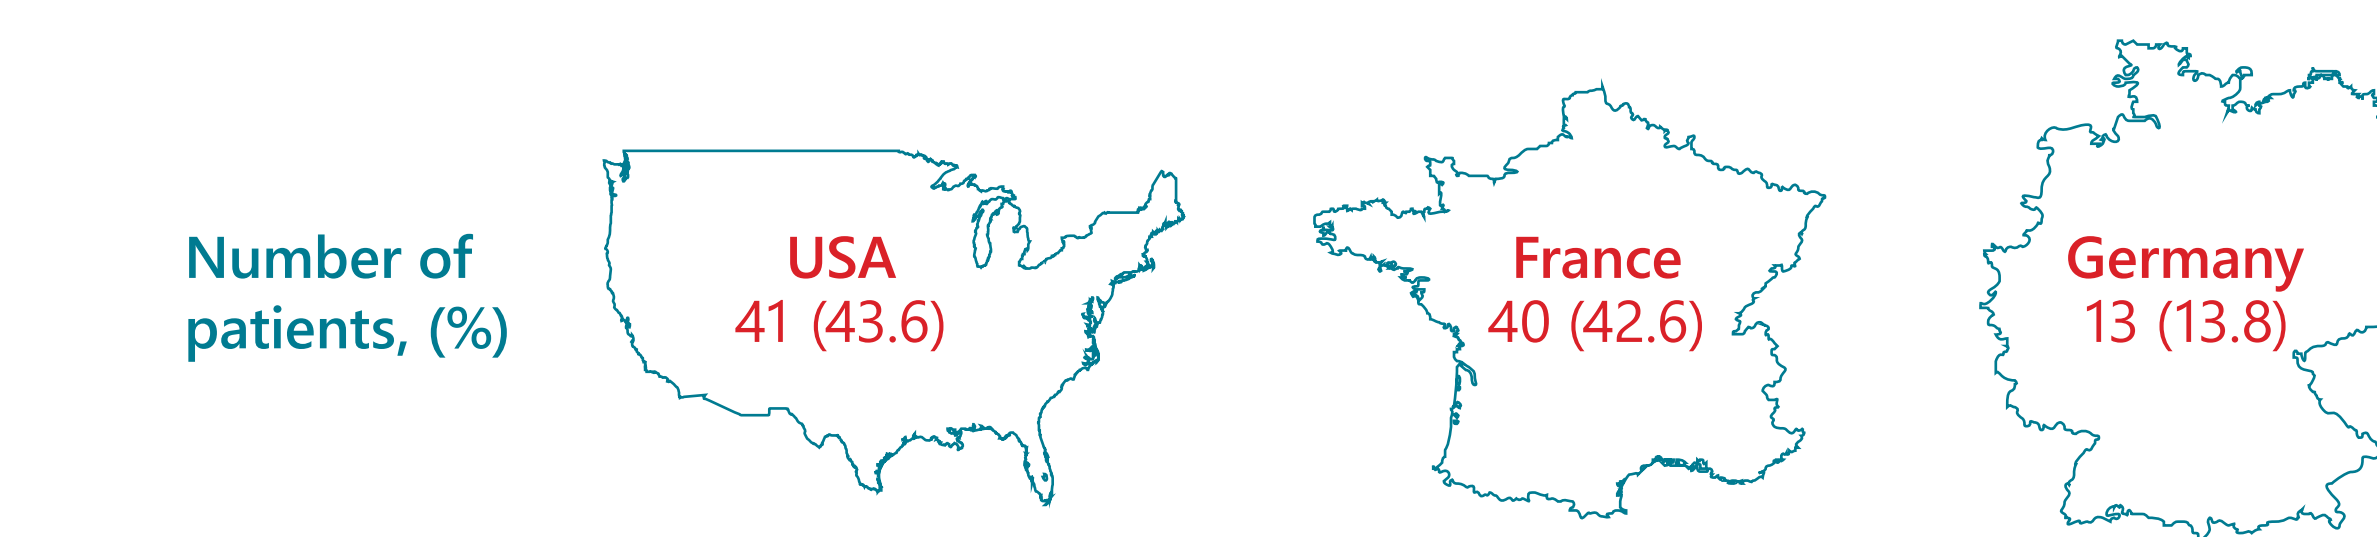 Number of
patients, (%)
USA
41 (43.6)
France
40 (42.6)
Germany
13 (13.8)